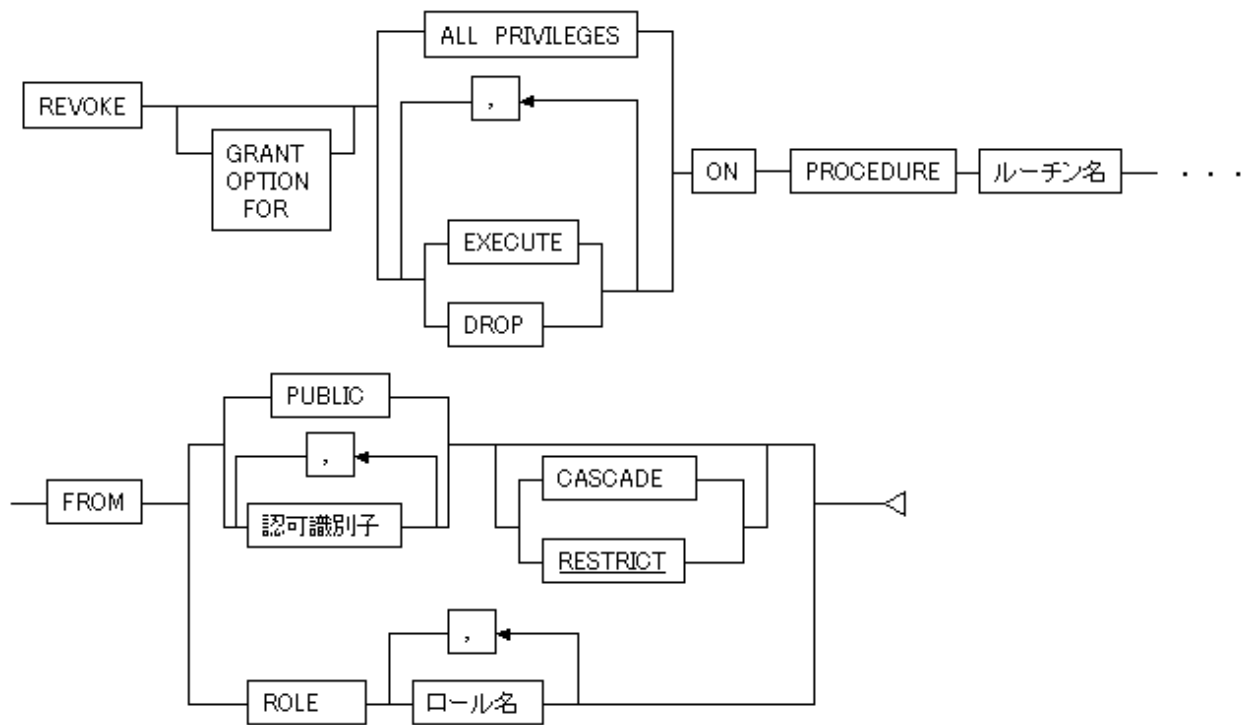 ALL PRIVILEGES
REVOKE
,
GRANT
OPTION
FOR
ON
PROCEDURE
ルーチン名
・・・
EXECUTE
DROP
PUBLIC
,
FROM
認可識別子
CASCADE
RESTRICT
,
ROLE
ロール名